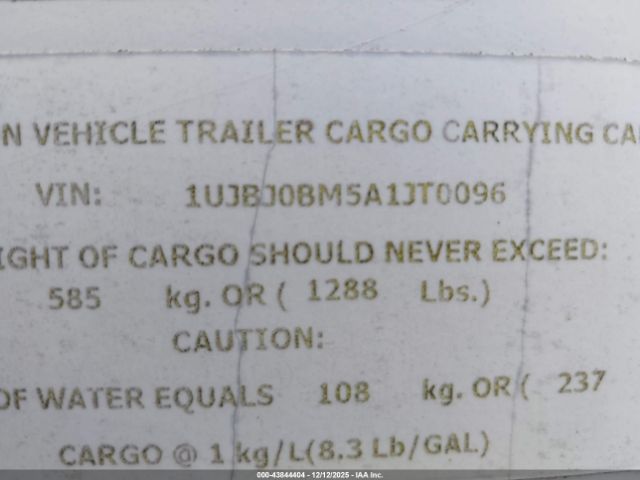 N VEHICLE TRAILER CARGO CARRYING CA
VIN: 1UJBJ0BM5A1JT0096
IGHT OF CARGO SHOULD NEVER EXCEED:
585 kg. OR ( 1288 Lbs.)
CAUTION:
OF WATER EQUALS 108 kg. OR ( 237
CARGO @ 1 kg/L(8.3 Lb/GAL)
000-43844404 - 12/12/2025 - IAA Inc.